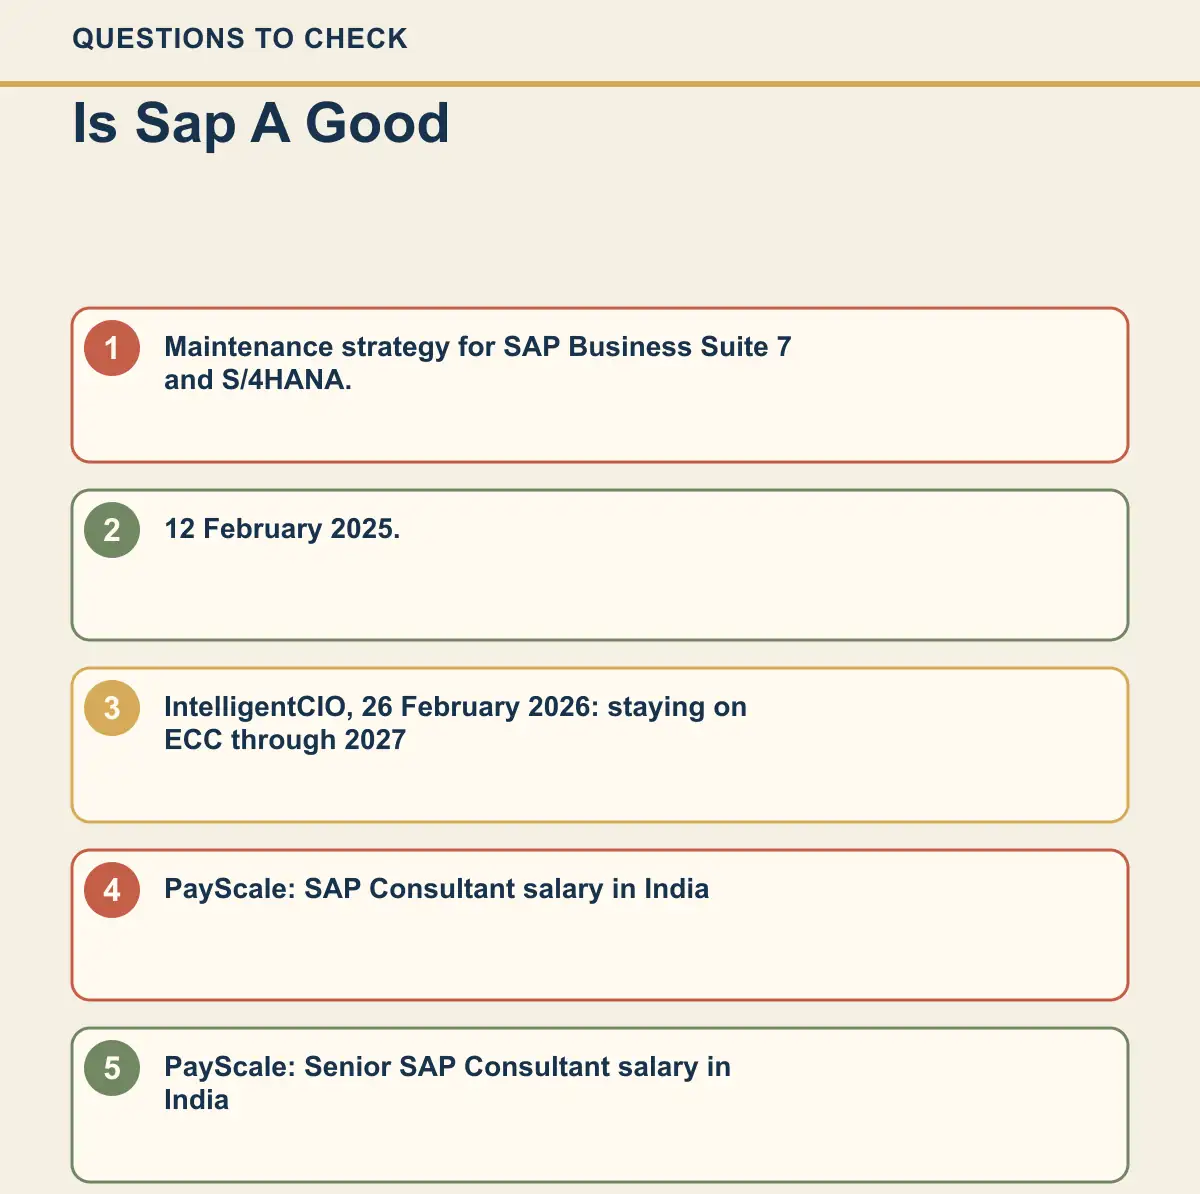 QUESTIONS TO CHECK
Is Sap A Good
1
Maintenance strategy for SAP Business Suite 7
and S/4HANA.
2
12 February 2025.
3
IntelligentCIO, 26 February 2026: staying on
ECC through 2027
4
PayScale: SAP Consultant salary in India
5
PayScale: Senior SAP Consultant salary in
India